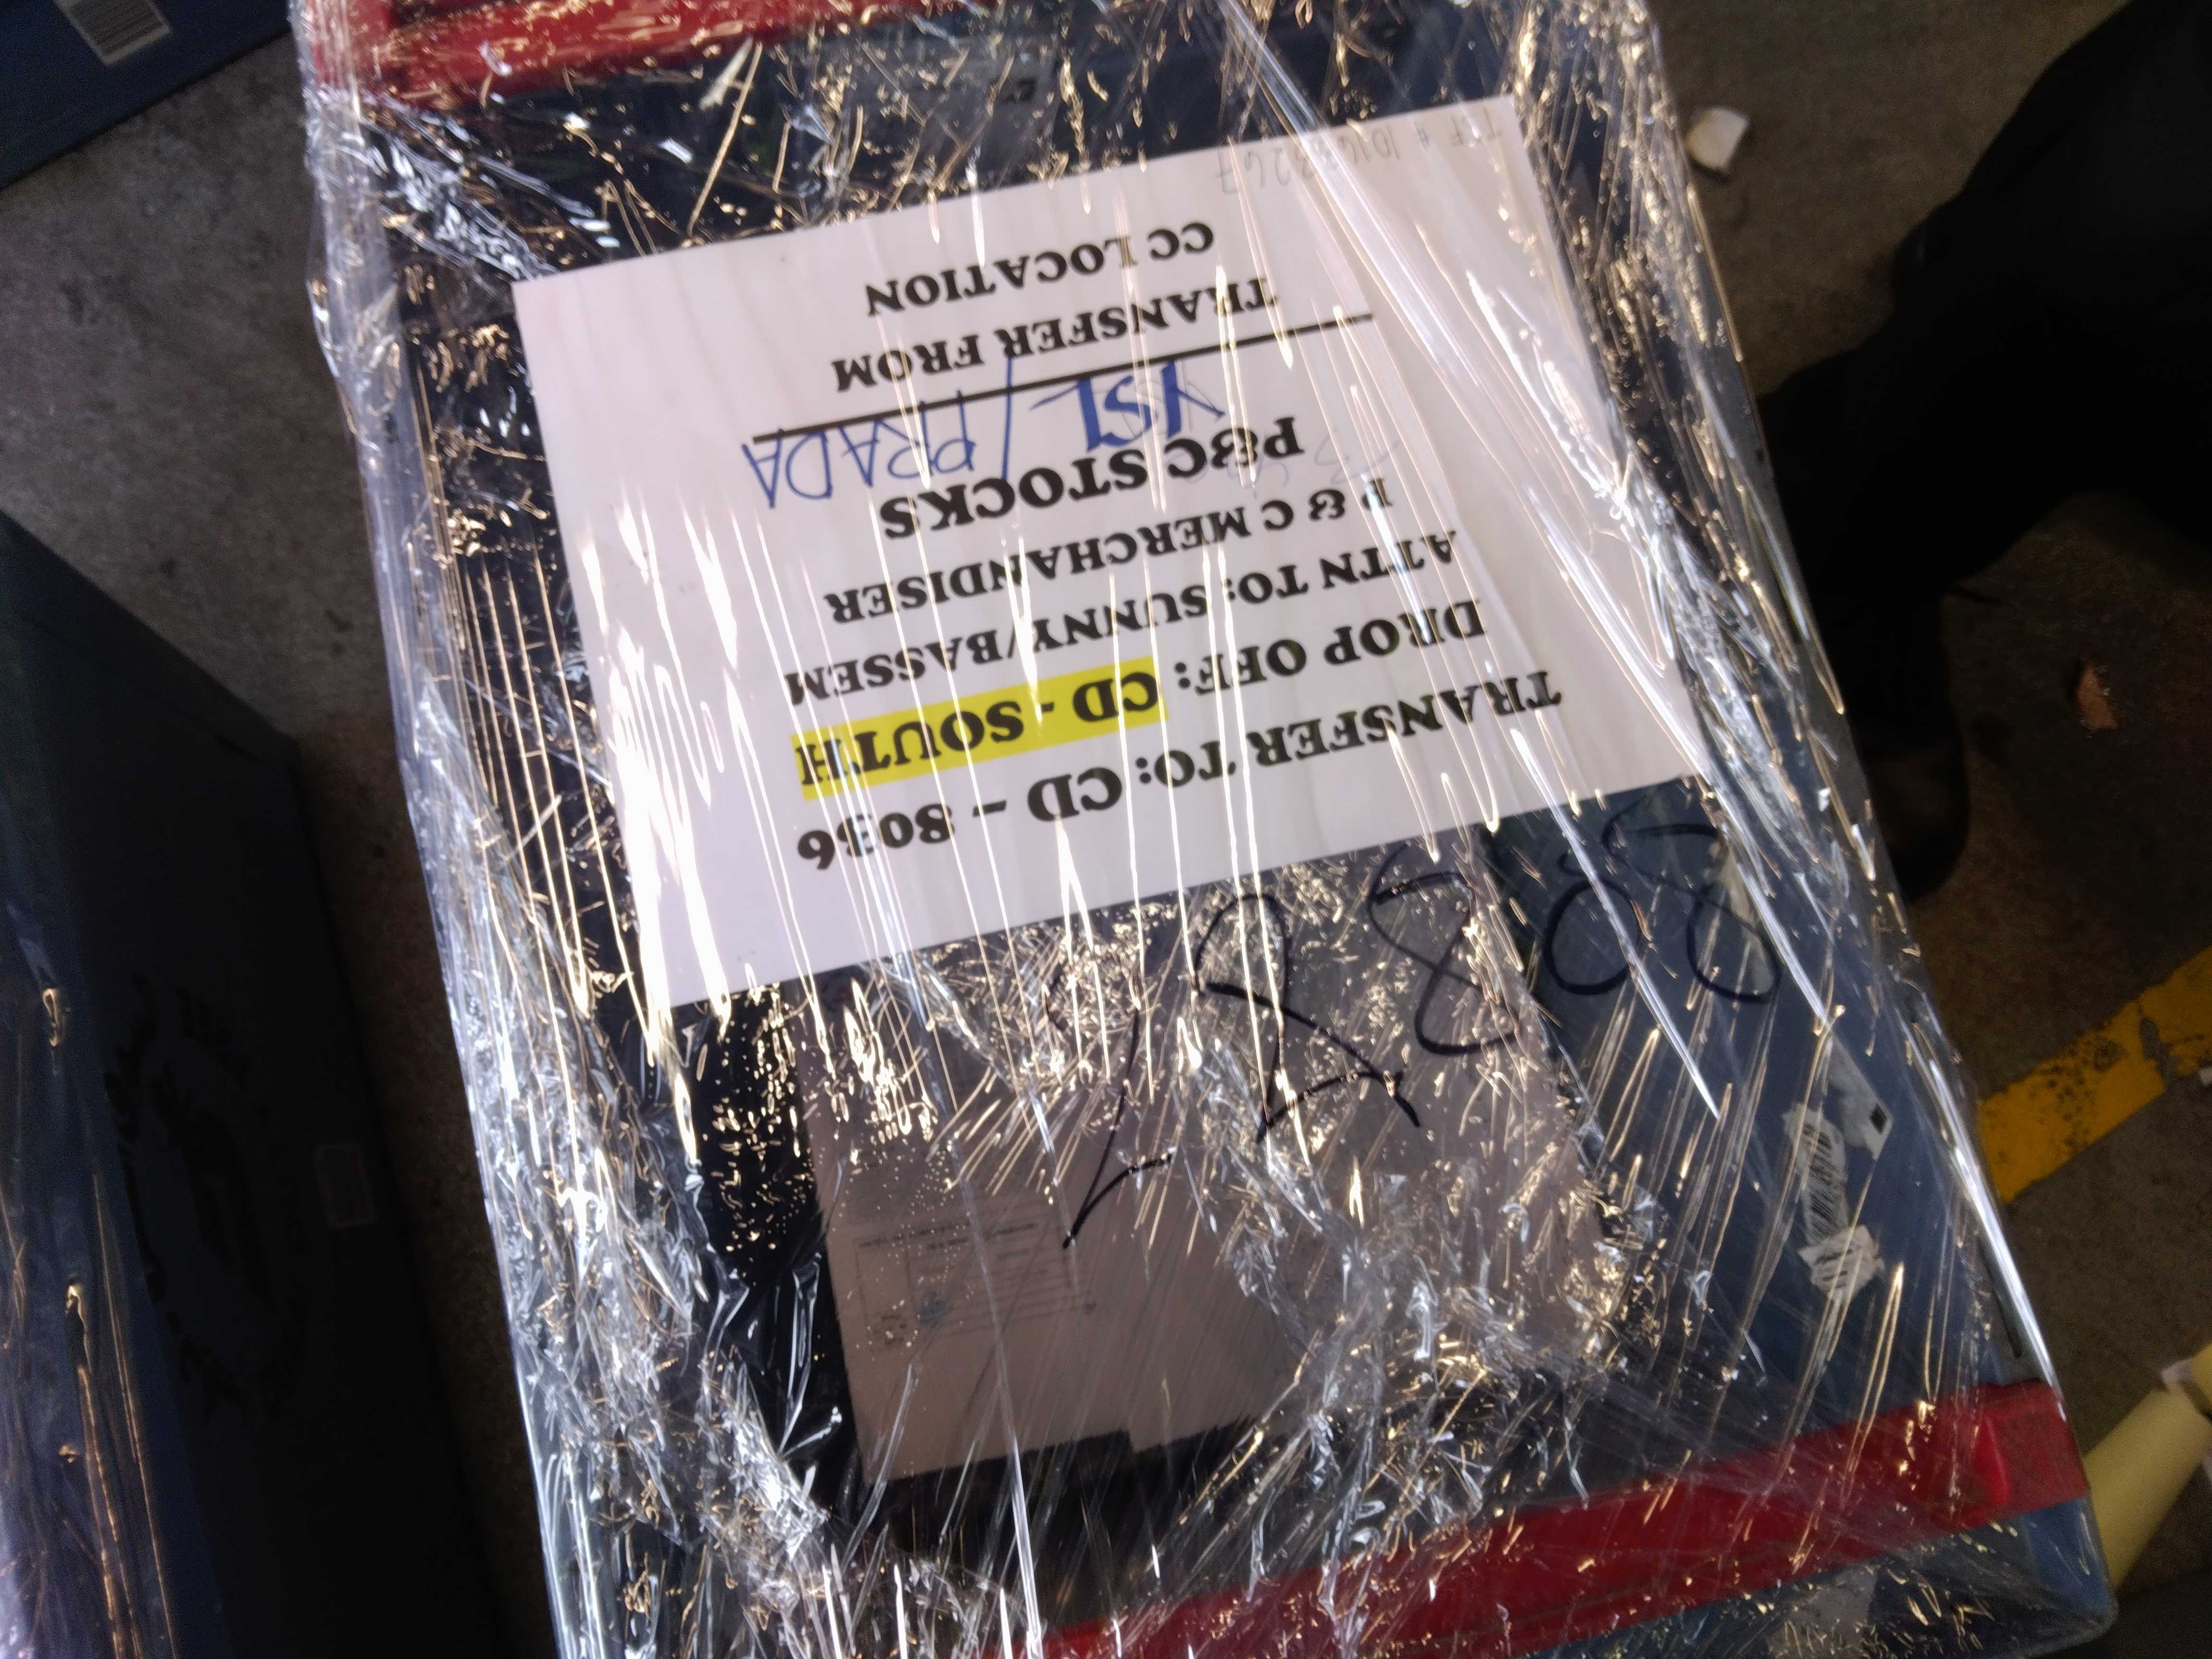 TRANSFER TO: CD – 8036
DROP OFF: CD - SOUTH
ATTN TO: SUNNY/BASSEM
P & C MERCHANDISER
P&C STOCKS
YSL / PRADA
TRANSFER FROM
CC LOCATION
TSF #